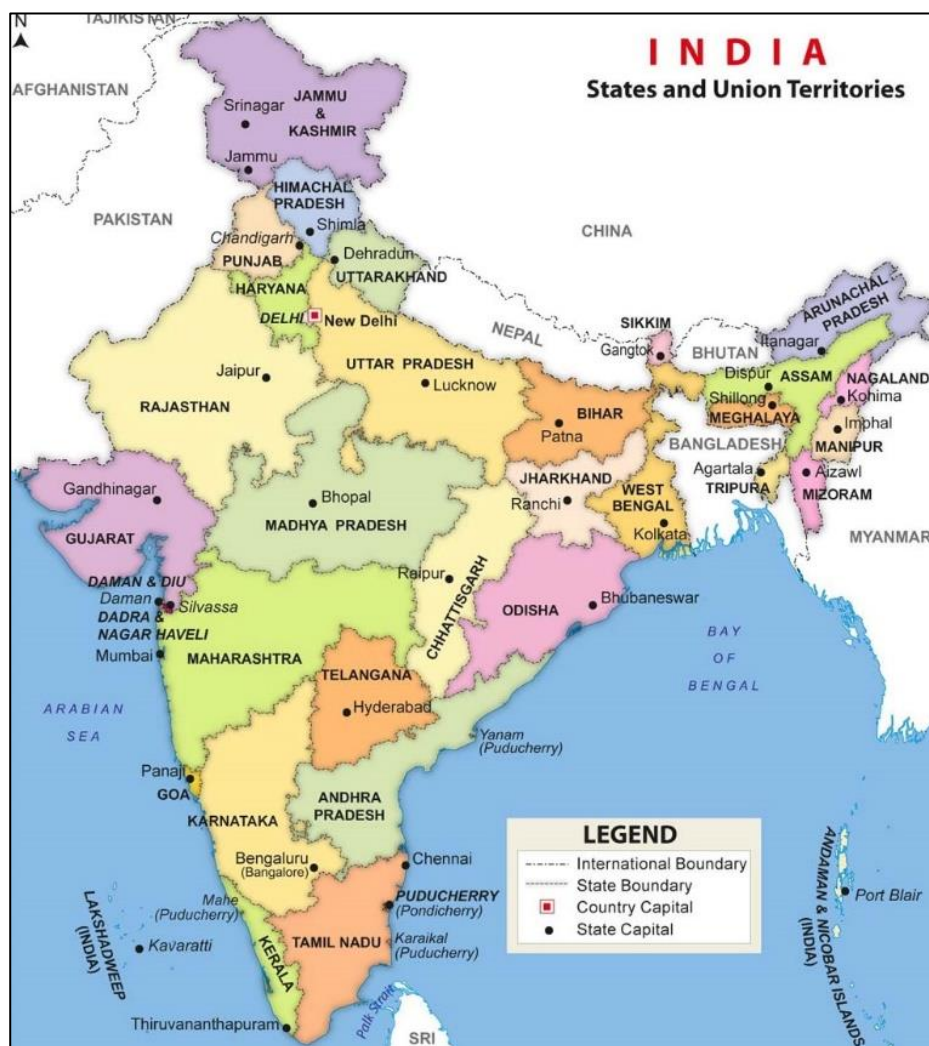 N
TAJIKISTAN
INDIA
States and Union Territories
AFGHANISTAN
Srinagar
JAMMU
&
KASHMIR
Jammu
HIMACHAL
PRADESH
PAKISTAN
Shimla
CHINA
Chandigarh
PUNJAB
Dehradun
UTTARAKHAND
HARYANA
ARUNACHAL
PRADESH
DELHI
New Delhi
NEPAL
SIKKIM
Gangtok
BHUTAN
Itanagar
UTTAR PRADESH
Lucknow
Jaipur
RAJASTHAN
Dispur
ASSAM
NAGALAND
Shillong
Kohima
MEGHALAYA
BIHAR
Patna
Imphal
MANIPUR
BANGLADESH
JHARKHAND
Ranchi
WEST
BENGAL
Agartala
TRIPURA
Aizawl
MIZORAM
Gandhinagar
GUJARAT
Bhopal
MADHYA PRADESH
Kolkata
MYANMAR
DAMAN & DIU
Daman
Silvassa
DADRA &
NAGAR HAVELI
Mumbai
MAHARASHTRA
Raipur
CHHATTISGARH
ODISHA
Bhubaneswar
BAY
OF
BENGAL
TELANGANA
Hyderabad
ARABIAN
SEA
Yanam
(Puducherry)
Panaji
GOA
KARNATAKA
ANDHRA
PRADESH
Bengaluru
(Bangalore)
Chennai
Mahe
(Puducherry)
PUDUCHERRY
(Pondicherry)
LAKSHADWEEP
(INDIA)
Kavaratti
KERALA
TAMIL NADU
Karaikal
(Puducherry)
Thiruvananthapuram
Palk Strait
SRI
LEGEND
International Boundary
State Boundary
Country Capital
State Capital
ANDAMAN & NICOBAR ISLANDS
(INDIA)
Port Blair